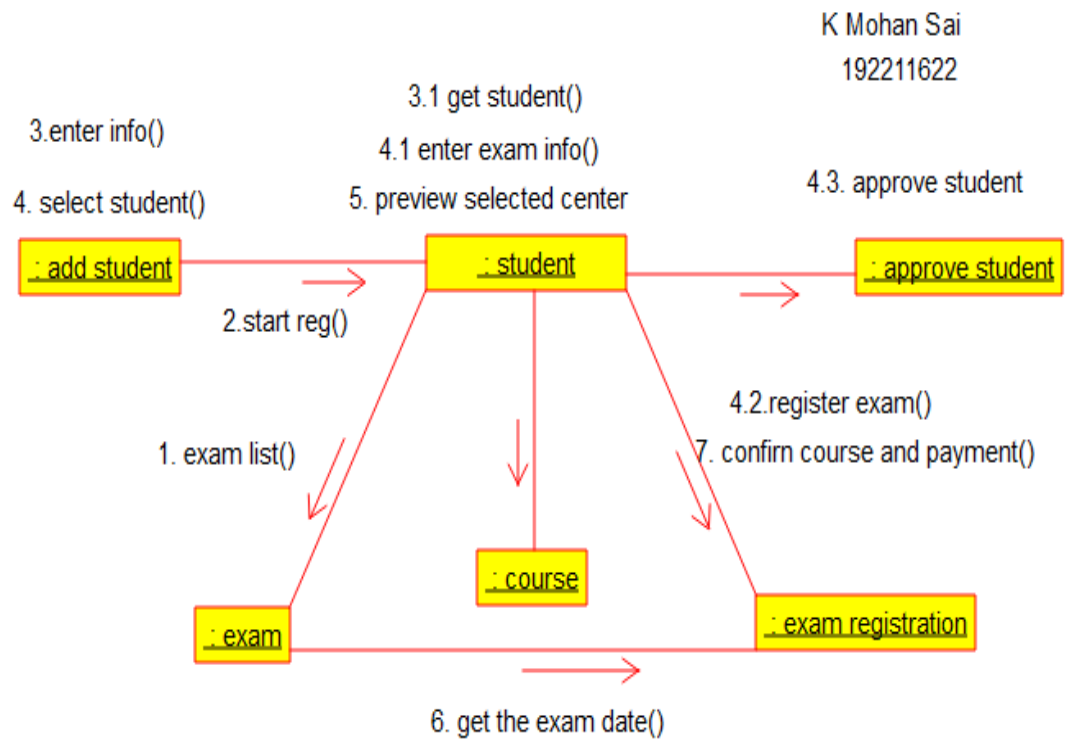 K Mohan Sai
192211622
3.1 get student()
3.enter info()
4.1 enter exam info()
4.3. approve student
4. select student()
5. preview selected center
: add student
: student
: approve student
2.start reg()
4.2.register exam()
1. exam list()
7. confirn course and payment()
: course
: exam
: exam registration
6. get the exam date()